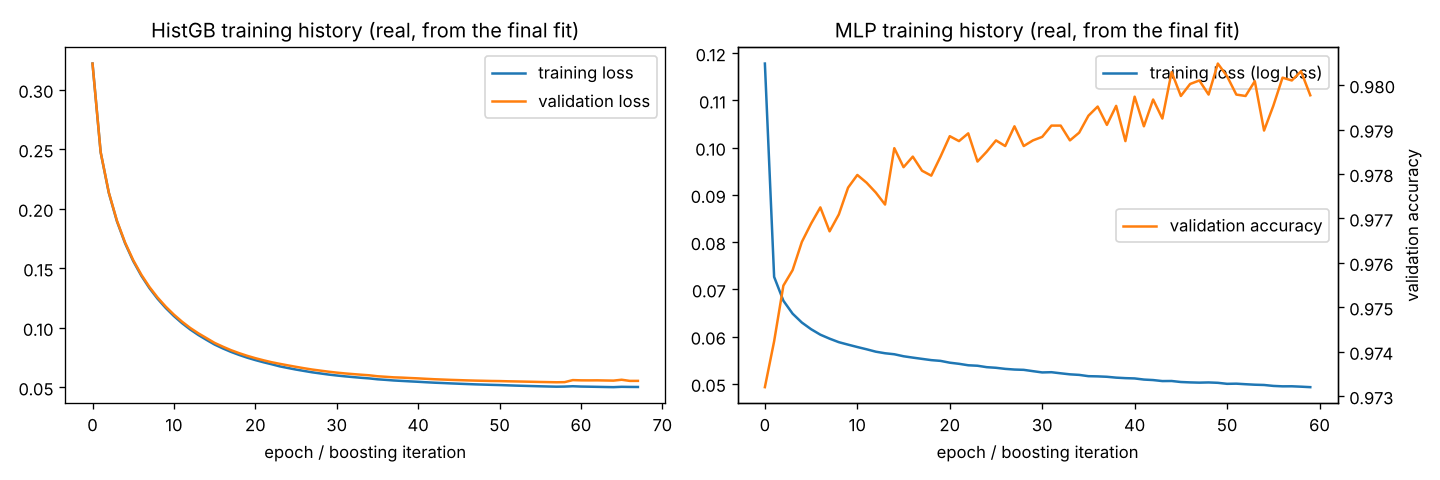 HistGB training history (real, from the final fit)
training loss
validation loss
0.30
0.25
0.20
0.15
0.10
0.05
0 10 20 30 40 50 60 70
epoch / boosting iteration
MLP training history (real, from the final fit)
training loss (log loss)
validation accuracy
0.12
0.11
0.10
0.09
0.08
0.07
0.06
0.05
0 10 20 30 40 50 60
epoch / boosting iteration
0.980
0.979
0.978
0.977
0.976
0.975
0.974
0.973
validation accuracy